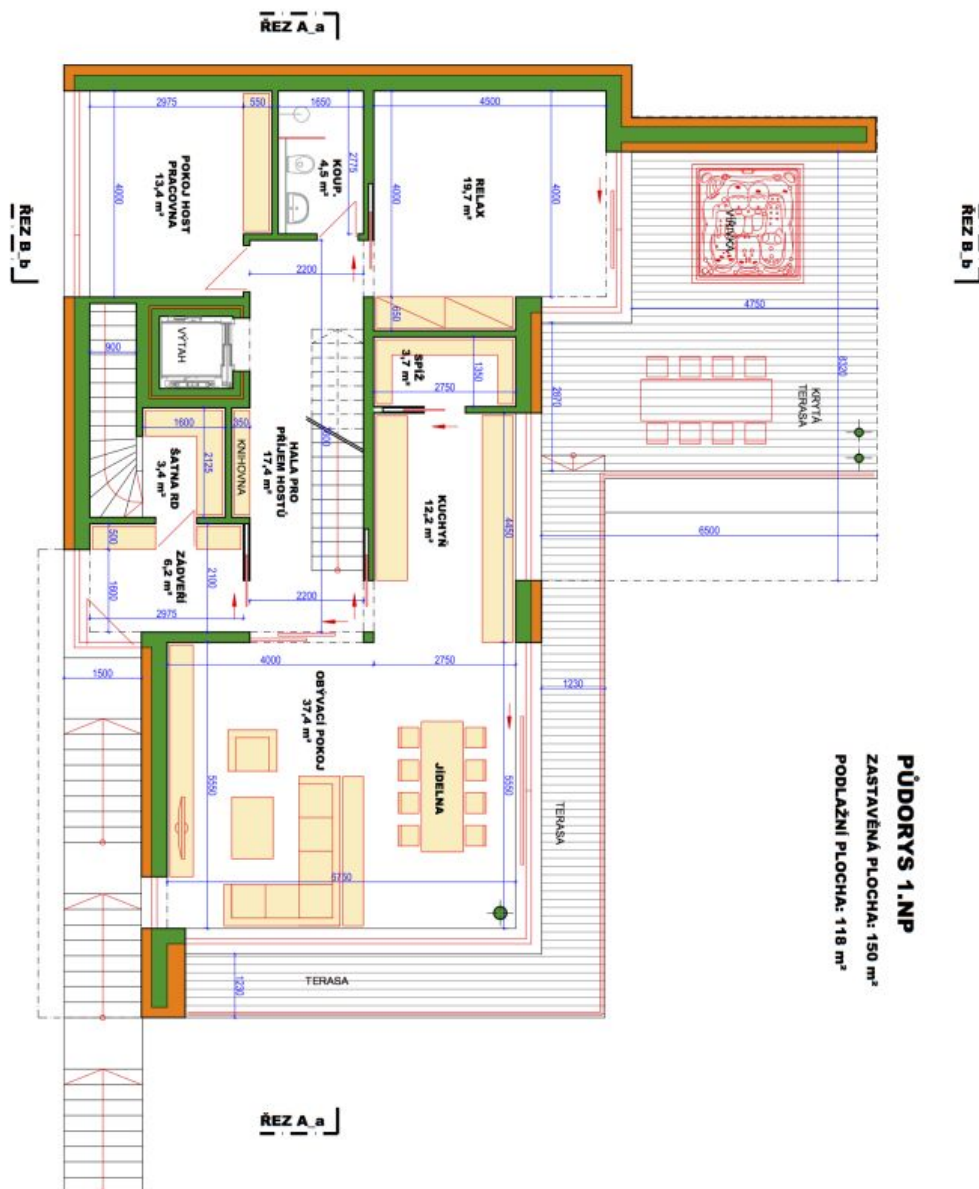 ŘEZ A_a
2975
550
1650
4500
POKOJ HOST
PRACOVNA
13,4 m²
4000
KOUP.
4,5 m²
2775
RELAX
19,7 m²
4000
4000
VÍŘIVKA
ŘEZ B_b
ŘEZ B_b
2200
4750
650
8320
900
VÝTAH
SPÍŽ
3,7 m²
1350
2750
2870
KRYTÁ
TERASA
1600
350
ŠATNA RD
3,4 m²
2125
KNIHOVNA
HALA PRO
PŘÍJEM HOSTŮ
17,4 m²
KUCHYŇ
12,2 m²
4450
6500
500
ZÁDVEŘÍ
6,2 m²
2100
1600
2975
2200
4000
2750
1500
1230
OBÝVACÍ POKOJ
37,4 m²
JÍDELNA
5550
5550
TERASA
6750
TERASA
1230
PŮDORYS 1.NP
ZASTAVĚNÁ PLOCHA: 150 m²
PODLAŽNÍ PLOCHA: 118 m²
ŘEZ A_a